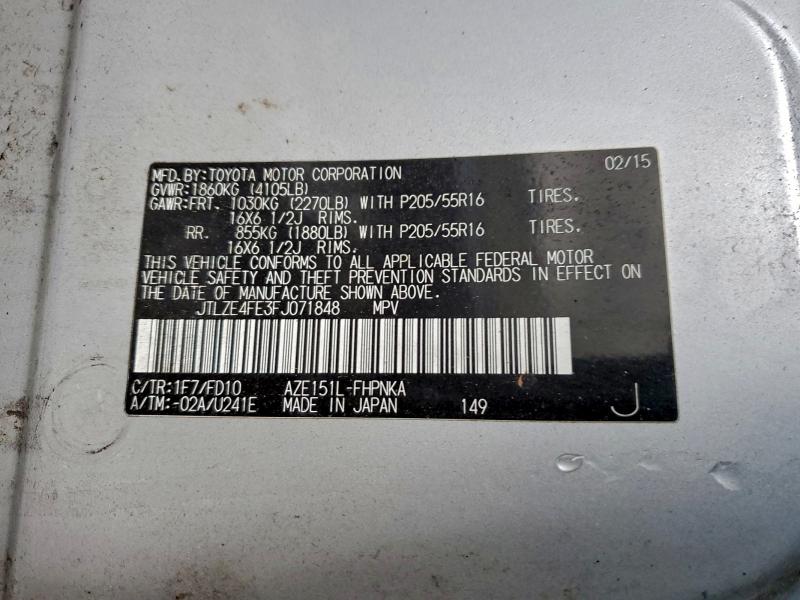 MFD.BY:TOYOTA MOTOR CORPORATION 02/15
GVWR:1860KG (4105LB)
GAWR:FRT. 1030KG (2270LB) WITH P205/55R16 TIRES.
16X6 1/2J RIMS.
RR. 855KG (1880LB) WITH P205/55R16 TIRES.
16X6 1/2J RIMS.
THIS VEHICLE CONFORMS TO ALL APPLICABLE FEDERAL MOTOR
VEHICLE SAFETY AND THEFT PREVENTION STANDARDS IN EFFECT ON
THE DATE OF MANUFACTURE SHOWN ABOVE.
JTLZE4FE3FJ071848 MPV
C/TR:1F7/FD10 AZE151L-FHPNKA
A/TM:-02A/U241E MADE IN JAPAN 149 J